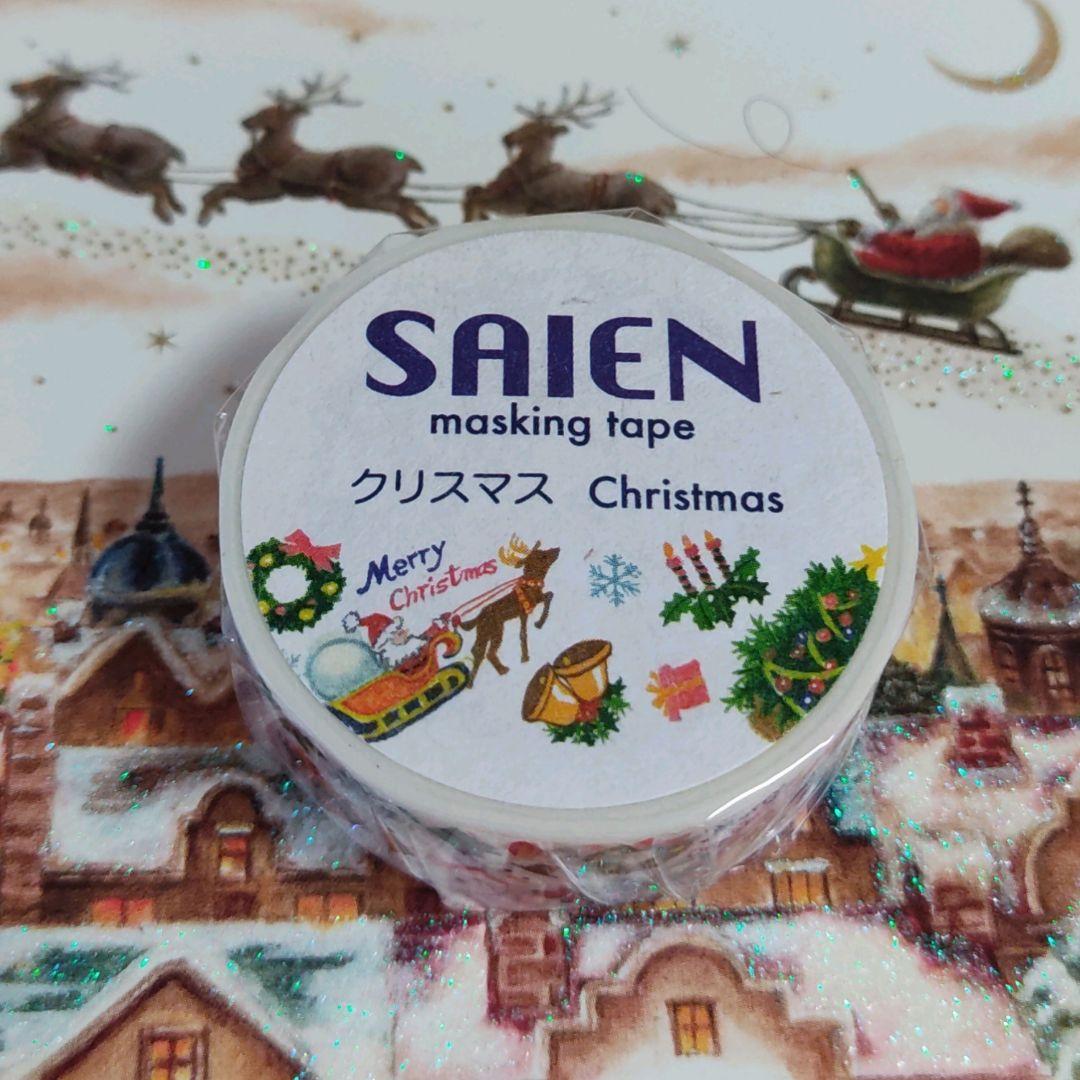 SAIEN
masking tape
クリスマス Christmas
Merry
Christmas